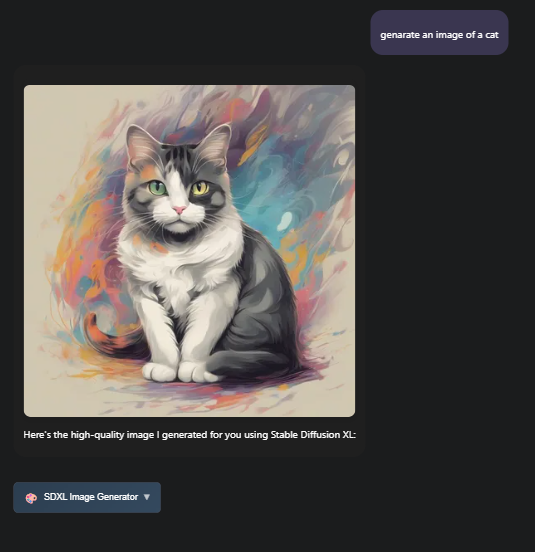 genarate an image of a cat
Here's the high-quality image I generated for you using Stable Diffusion XL:
SDXL Image Generator